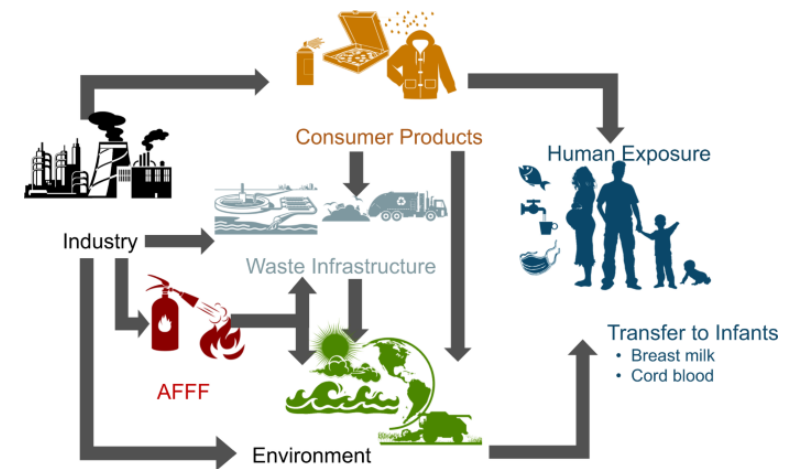 Consumer Products
Human Exposure
Industry
Waste Infrastructure
Transfer to Infants
• Breast milk
• Cord blood
AFFF
Environment